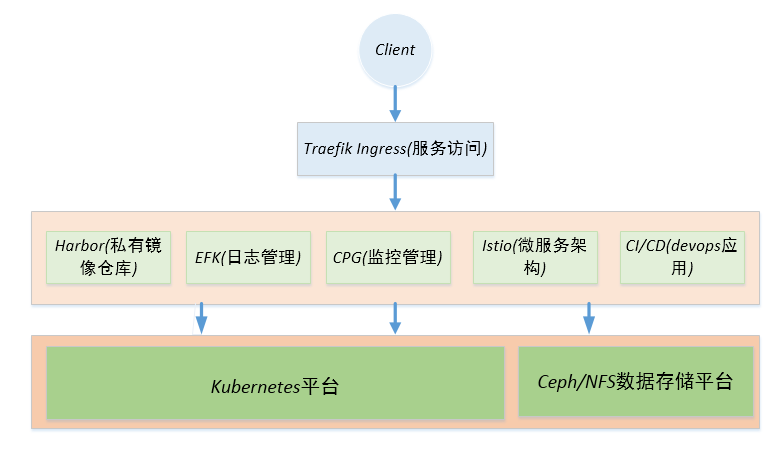 Client
Traefik Ingress(服务访问)
Harbor(私有镜
像仓库)
EFK(日志管理)
CPG(监控管理)
Istio(微服务架
构)
CI/CD(devops应
用)
Kubernetes平台
Ceph/NFS数据存储平台